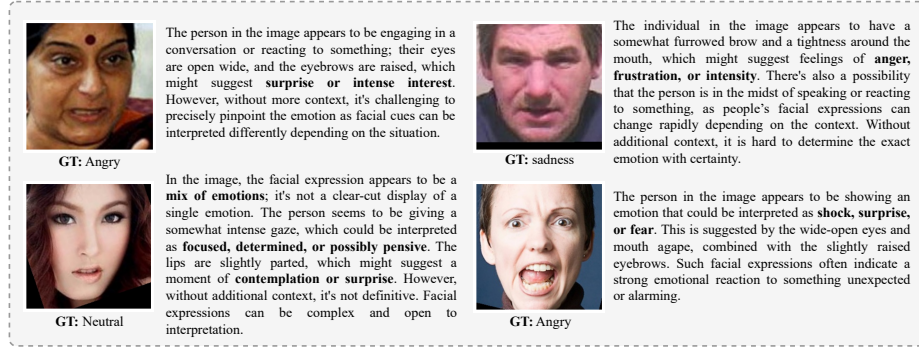 The person in the image appears to be engaging in a
conversation or reacting to something; their eyes
are open wide, and the eyebrows are raised, which
might suggest surprise or intense interest.
However, without more context, it's challenging to
precisely pinpoint the emotion as facial cues can be
interpreted differently depending on the situation.
GT: Angry
The individual in the image appears to have a
somewhat furrowed brow and a tightness around the
mouth, which might suggest feelings of anger,
frustration, or intensity. There's also a possibility
that the person is in the midst of speaking or reacting
to something, as people's facial expressions can
change rapidly depending on the context. Without
additional context, it is hard to determine the exact
emotion with certainty.
GT: sadness
In the image, the facial expression appears to be a
mix of emotions; it's not a clear-cut display of a
single emotion. The person seems to be giving a
somewhat intense gaze, which could be interpreted
as focused, determined, or possibly pensive. The
lips are slightly parted, which might suggest a
moment of contemplation or surprise. However,
without additional context, it's not definitive. Facial
expressions can be complex and open to
interpretation.
GT: Neutral
The person in the image appears to be showing an
emotion that could be interpreted as shock, surprise,
or fear. This is suggested by the wide-open eyes and
mouth agape, combined with the slightly raised
eyebrows. Such facial expressions often indicate a
strong emotional reaction to something unexpected
or alarming.
GT: Angry